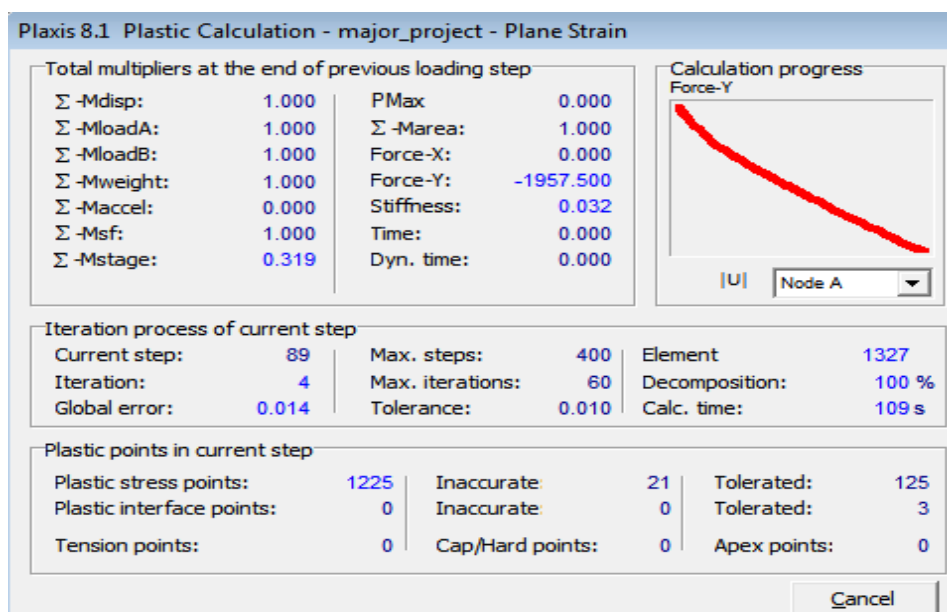 Plaxis 8.1 Plastic Calculation - major_project - Plane Strain
Total multipliers at the end of previous loading step
Σ -Mdisp: 1.000 PMax 0.000
Σ -MloadA: 1.000 Σ -Marea: 1.000
Σ -MloadB: 1.000 Force-X: 0.000
Σ -Mweight: 1.000 Force-Y: -1957.500
Σ -Maccel: 0.000 Stiffness: 0.032
Σ -Msf: 1.000 Time: 0.000
Σ -Mstage: 0.319 Dyn. time: 0.000
Calculation progress
Force-Y
|U| Node A
Iteration process of current step
Current step: 89 Max. steps: 400 Element 1327
Iteration: 4 Max. iterations: 60 Decomposition: 100 %
Global error: 0.014 Tolerance: 0.010 Calc. time: 109 s
Plastic points in current step
Plastic stress points: 1225 Inaccurate: 21 Tolerated: 125
Plastic interface points: 0 Inaccurate: 0 Tolerated: 3
Tension points: 0 Cap/Hard points: 0 Apex points: 0
Cancel